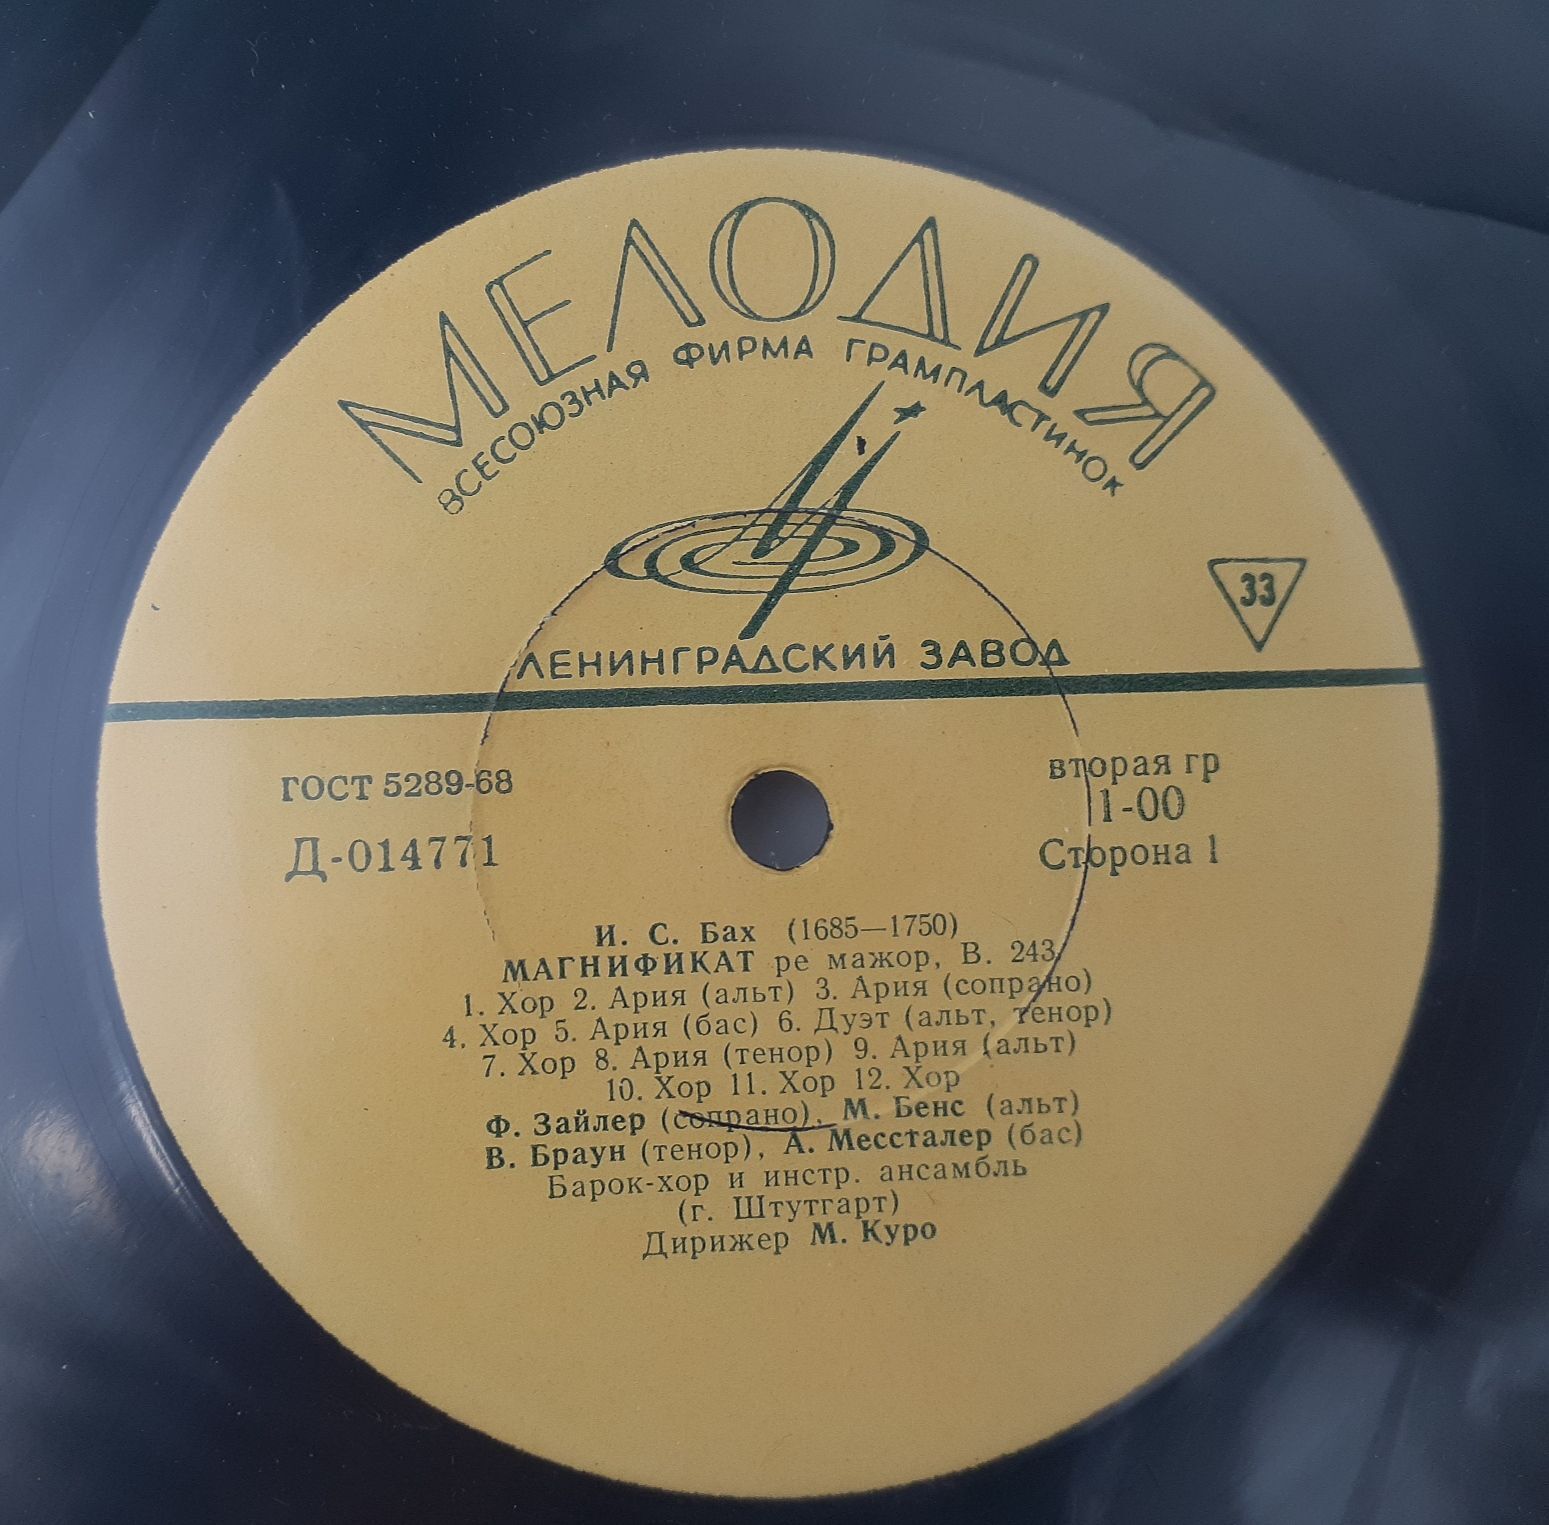 МЕЛОДИЯ
ВСЕСОЮЗНАЯ ФИРМА ГРАМПЛАСТИНОК
33
ЛЕНИНГРАДСКИЙ ЗАВОД
ГОСТ 5289-68
Д-014771
вторая гр
1-00
Сторона 1
И. С. Бах (1685—1750)
МАГНИФИКАТ ре мажор, В. 243
1. Хор 2. Ария (альт) 3. Ария (сопрано)
4. Хор 5. Ария (бас) 6. Дуэт (альт, тенор)
7. Хор 8. Ария (тенор) 9. Ария (альт)
10. Хор 11. Хор 12. Хор
Ф. Зайлер (сопрано), М. Бенс (альт)
В. Браун (тенор), А. Мессталер (бас)
Барок-хор и инстр. ансамбль
(г. Штутгарт)
Дирижер М. Куро